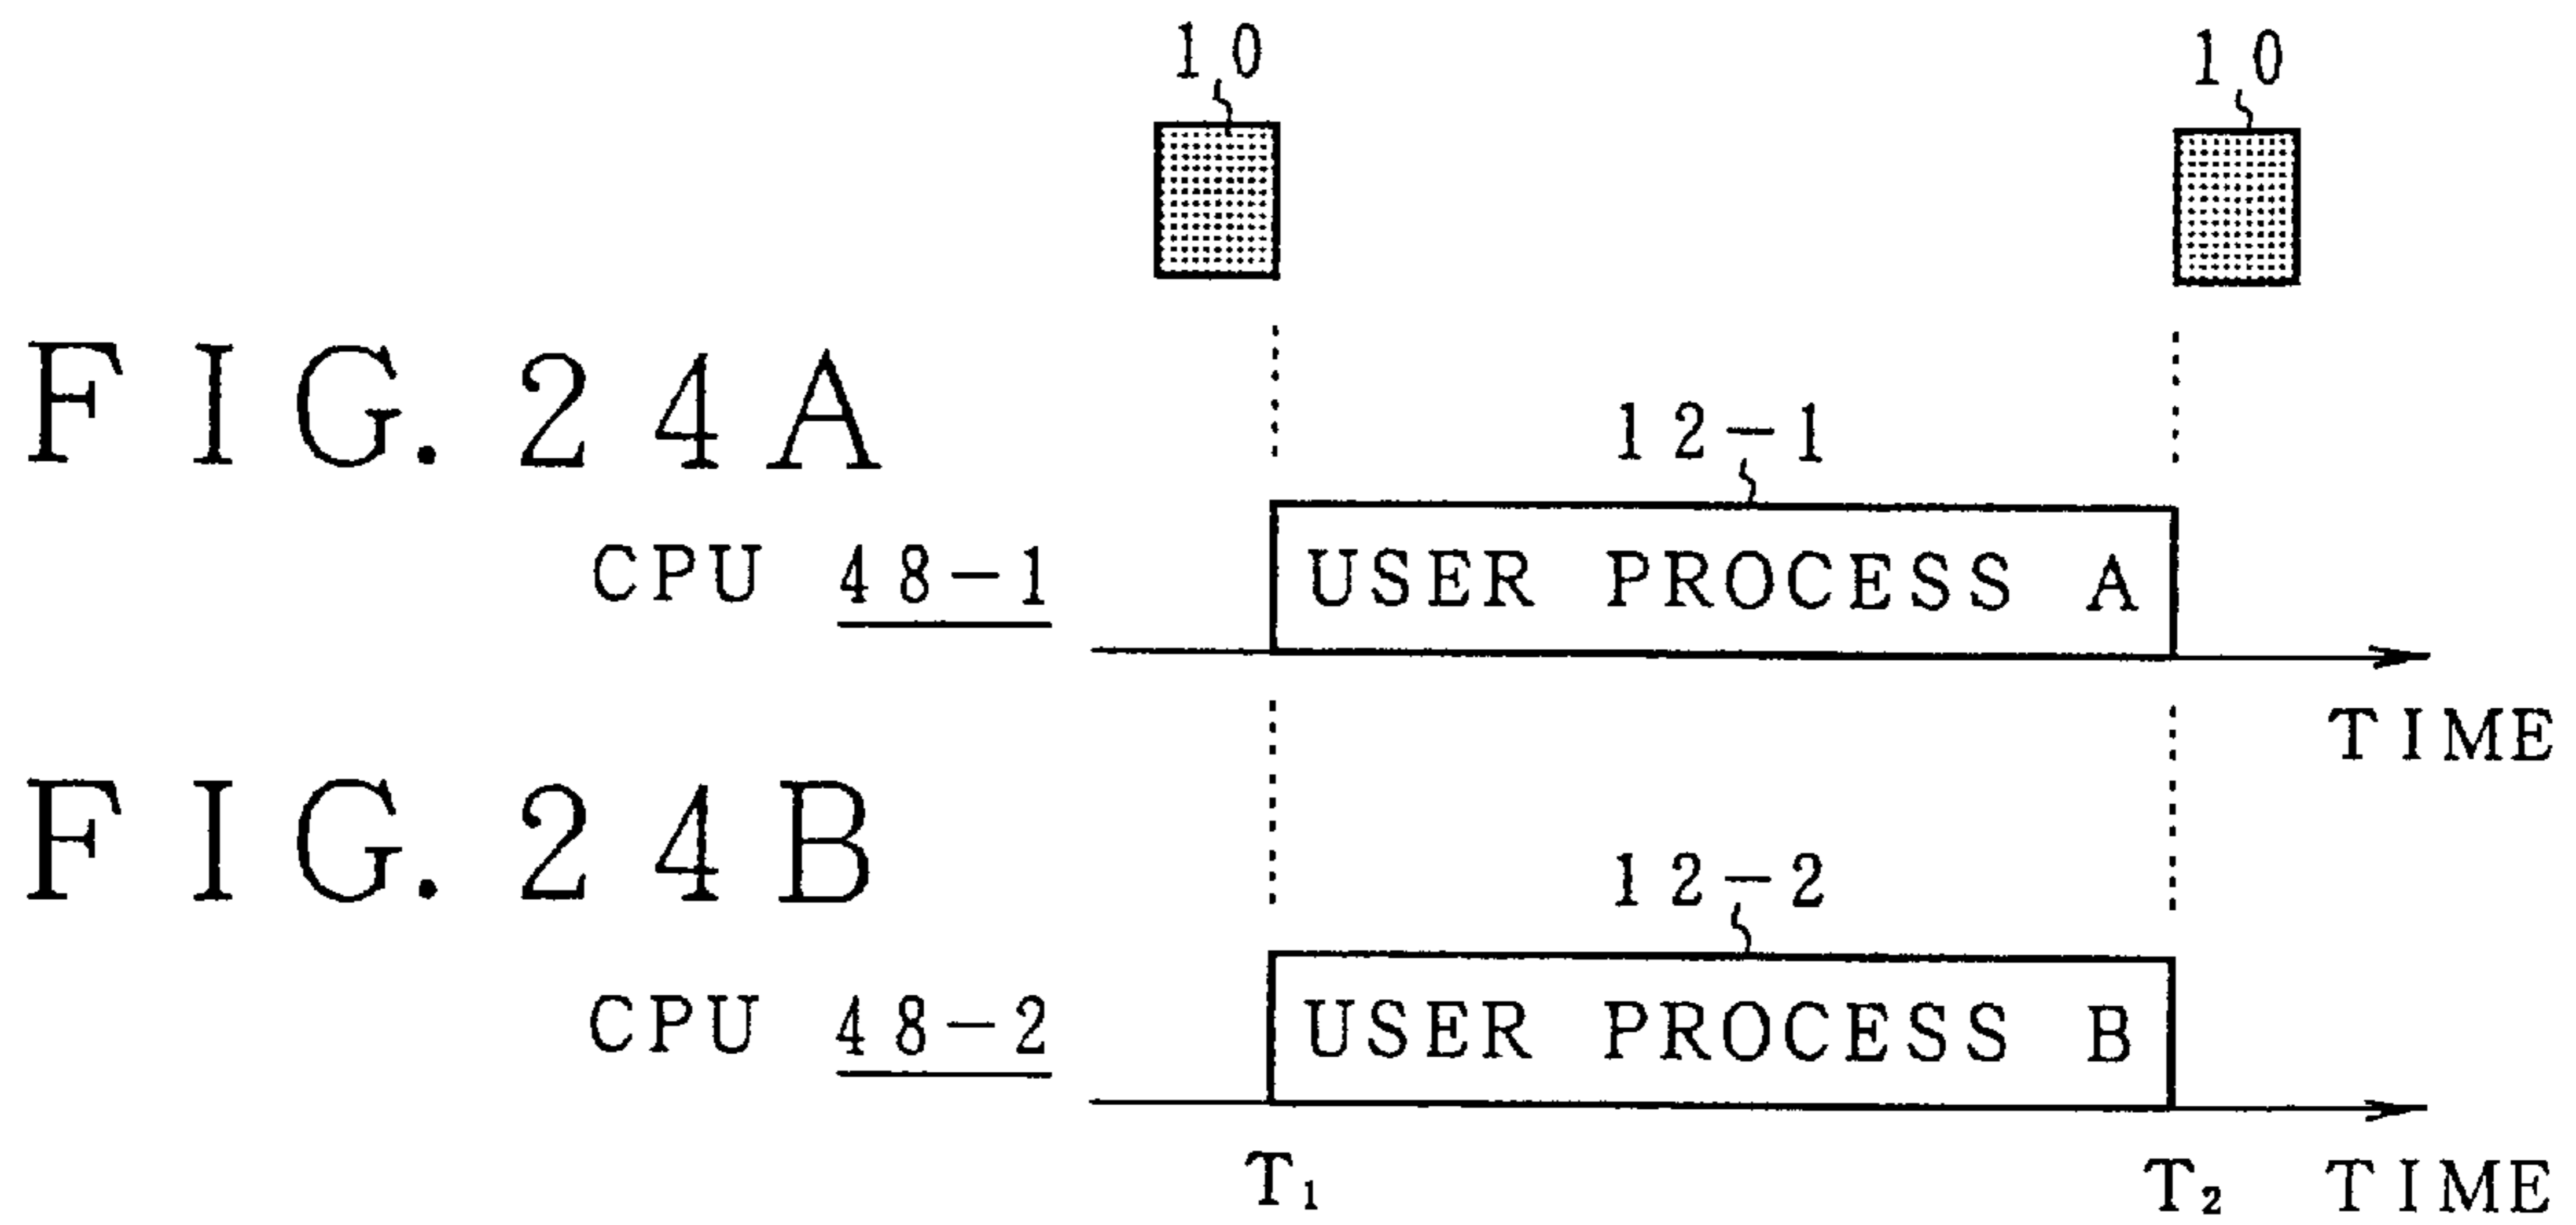 10 10
FIG. 24A
12-1
CPU 48-1
USER PROCESS A
TIME
FIG. 24B
12-2
CPU 48-2
USER PROCESS B
T₁ T₂ TIME